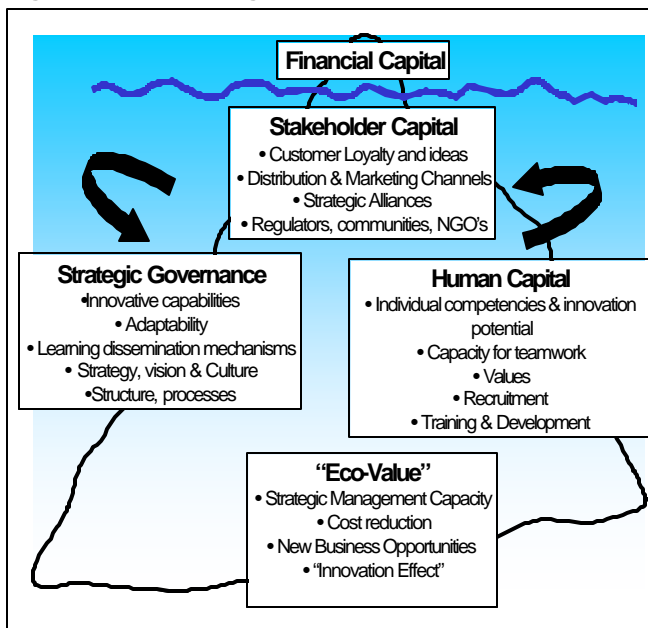 Financial Capital
Stakeholder Capital
• Customer Loyalty and ideas
• Distribution & Marketing Channels
• Strategic Alliances
• Regulators, communities, NGO's
Strategic Governance
•Innovative capabilities
• Adaptability
• Learning dissemination mechanisms
• Strategy, vision & Culture
•Structure, processes
Human Capital
• Individual competencies & innovation
potential
• Capacity for teamwork
• Values
• Recruitment
• Training & Development
“Eco-Value”
• Strategic Management Capacity
• Cost reduction
• New Business Opportunities
• “Innovation Effect”